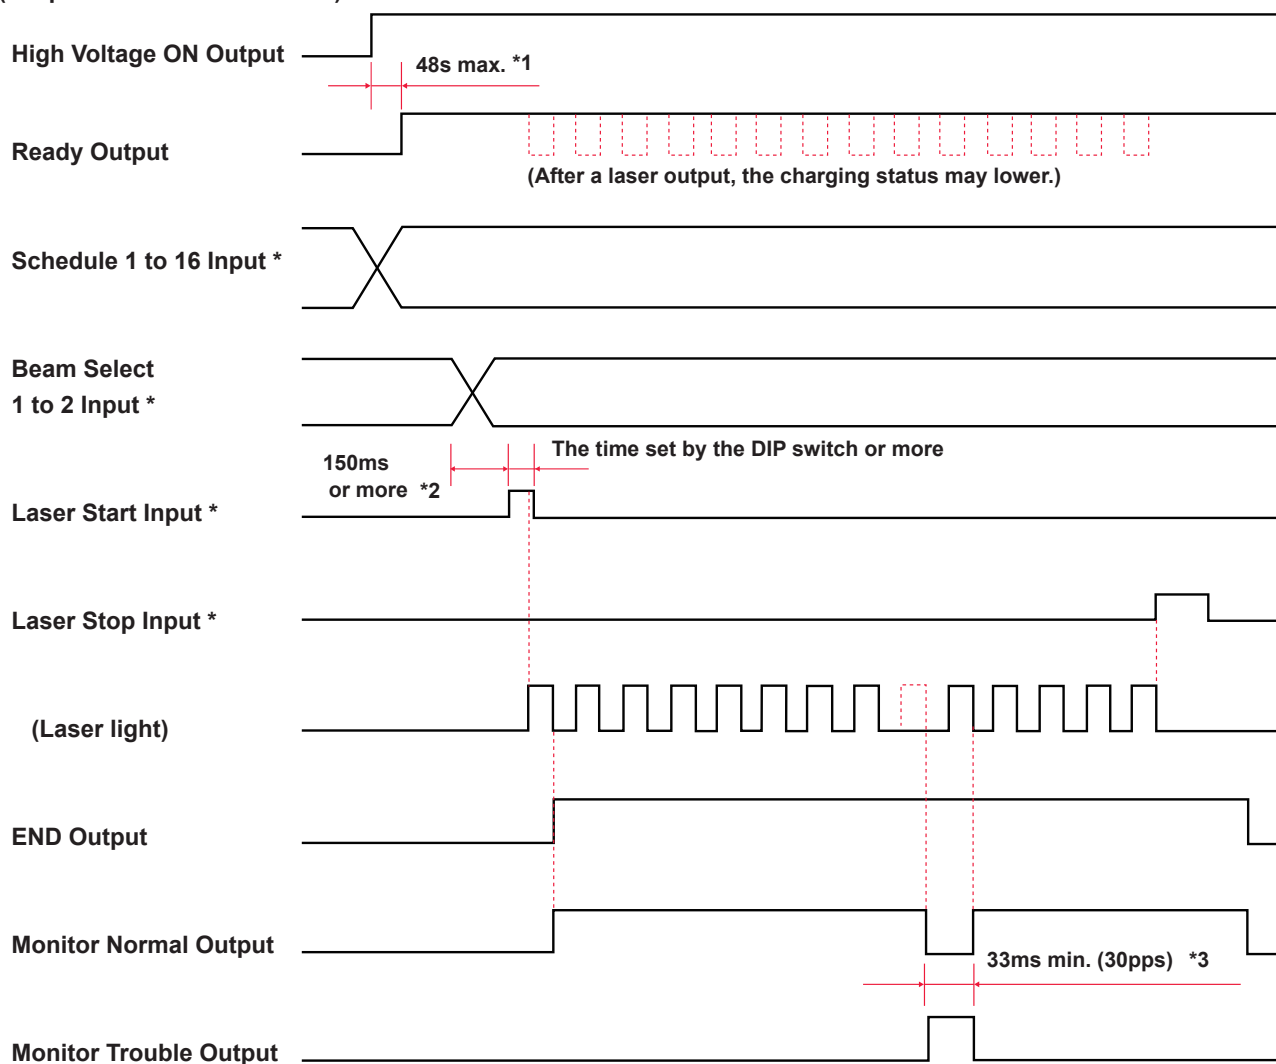 High Voltage ON Output
48s max. *1
Ready Output
(After a laser output, the charging status may lower.)
Schedule 1 to 16 Input *
Beam Select
1 to 2 Input *
The time set by the DIP switch or more
150ms
or more *2
Laser Start Input *
Laser Stop Input *
(Laser light)
END Output
Monitor Normal Output
33ms min. (30pps) *3
Monitor Trouble Output